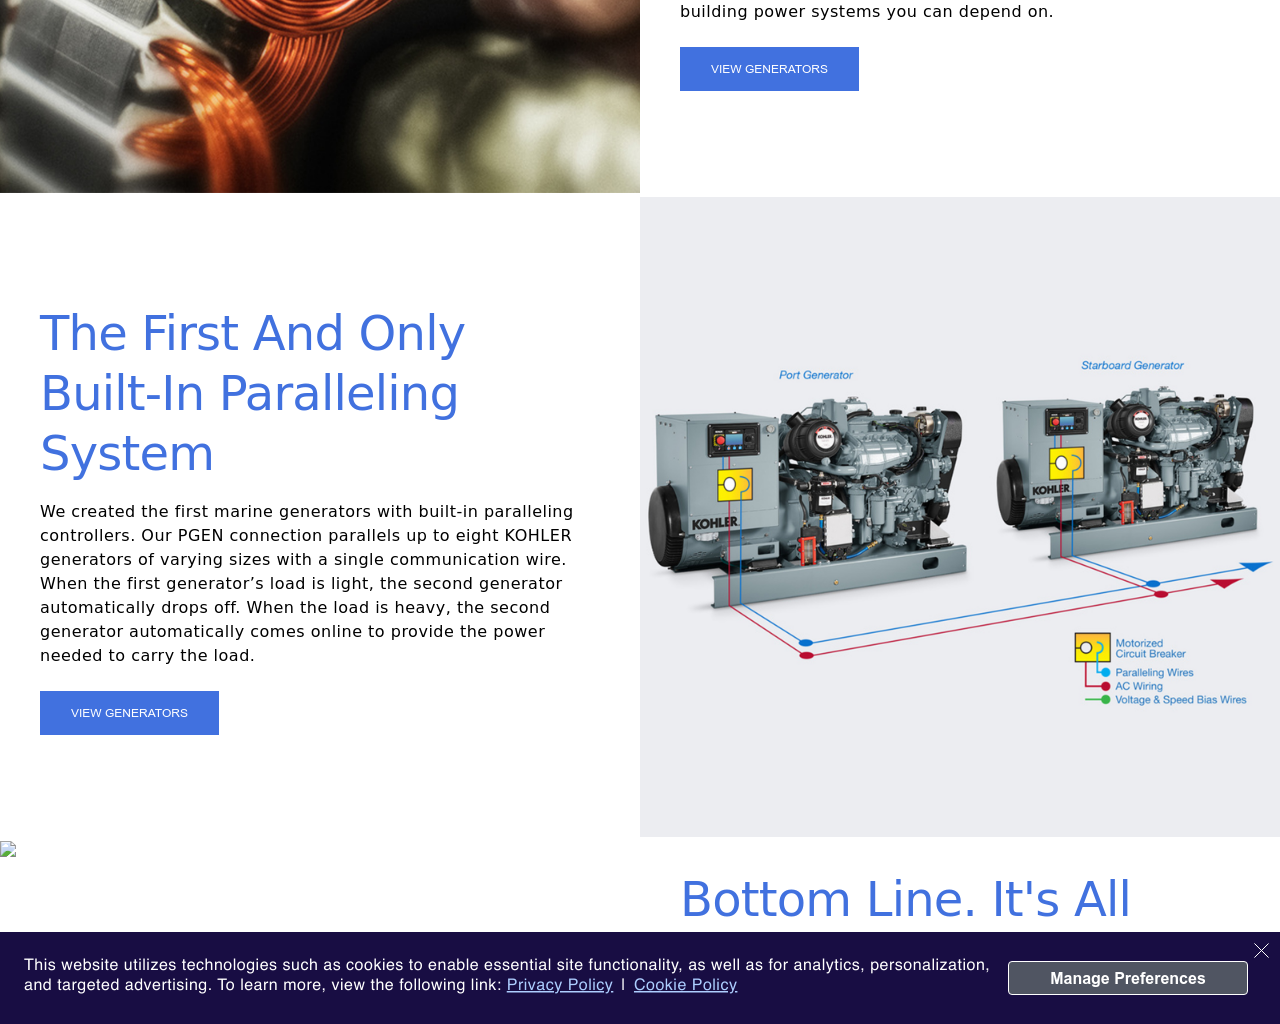 building power systems you can depend on.
VIEW GENERATORS
The First And Only
Built-In Paralleling
System
We created the first marine generators with built-in paralleling
controllers. Our PGEN connection parallels up to eight KOHLER
generators of varying sizes with a single communication wire.
When the first generator’s load is light, the second generator
automatically drops off. When the load is heavy, the second
generator automatically comes online to provide the power
needed to carry the load.
VIEW GENERATORS
Port Generator
Starboard Generator
KOHLER
KOHLER
KOHLER
Motorized
Circuit Breaker
Paralleling Wires
AC Wiring
Voltage & Speed Bias Wires
Bottom Line. It's All
This website utilizes technologies such as cookies to enable essential site functionality, as well as for analytics, personalization,
and targeted advertising. To learn more, view the following link: Privacy Policy | Cookie Policy
Manage Preferences